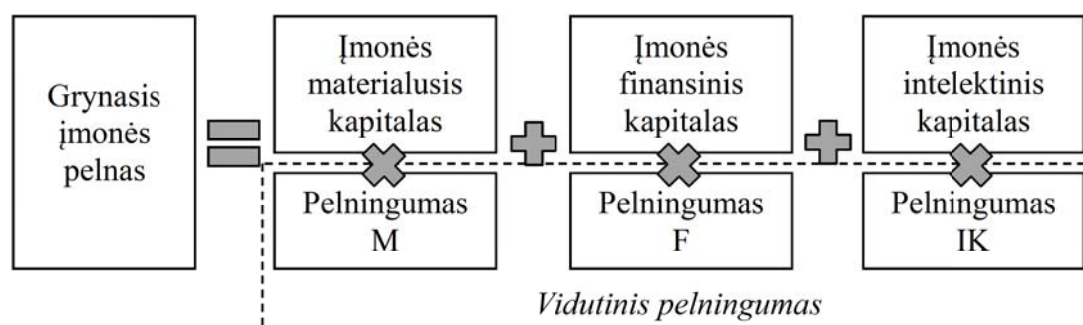 Grynasis
įmonės
pelnas
Įmonės
materialusis
kapitalas
Pelningumas
M
Įmonės
finansinis
kapitalas
Pelningumas
F
Įmonės
intelektinis
kapitalas
Pelningumas
IK
Vidutinis pelningumas